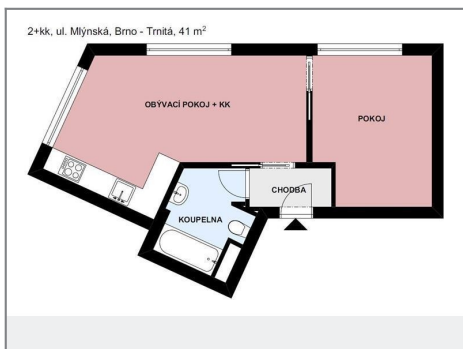 2+kk, ul. Mlýnská, Brno - Trnitá, 41 m²
OBÝVACÍ POKOJ + KK
POKOJ
CHODBA
KOUPELNA